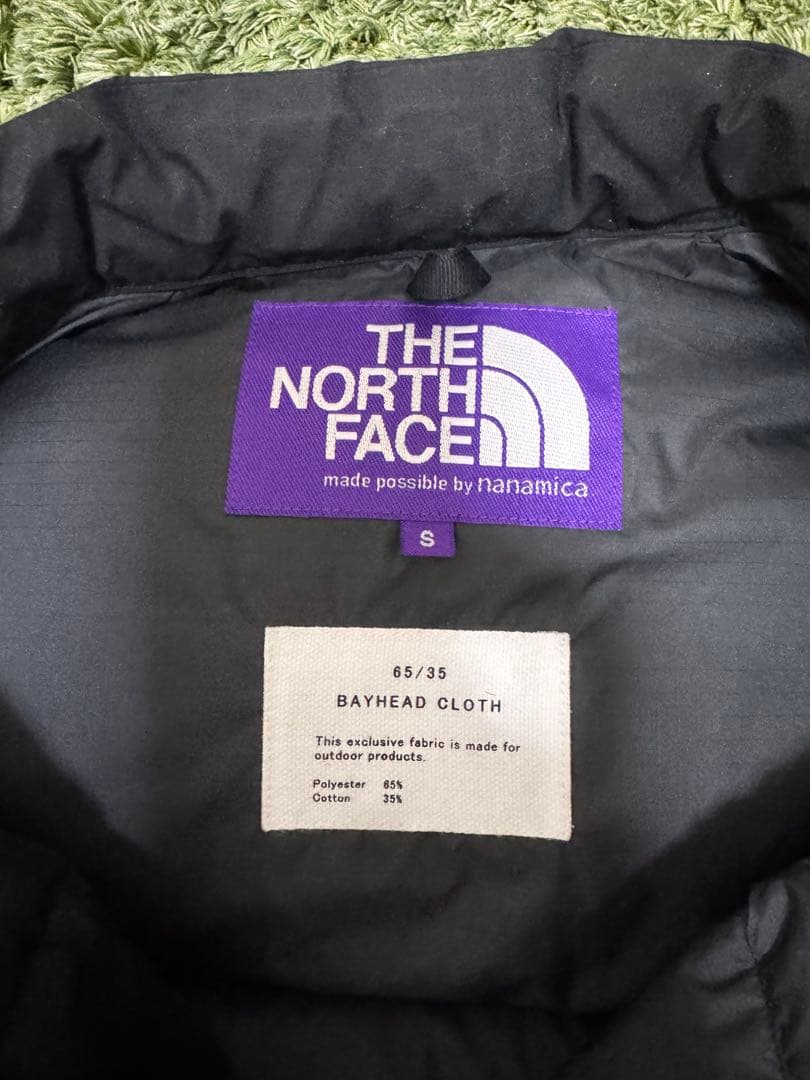 THE
NORTH
FACE
made possible by nanamica
S
65/35
BAYHEAD CLOTH
This exclusive fabric is made for
outdoor products.
Polyester 65%
Cotton 35%